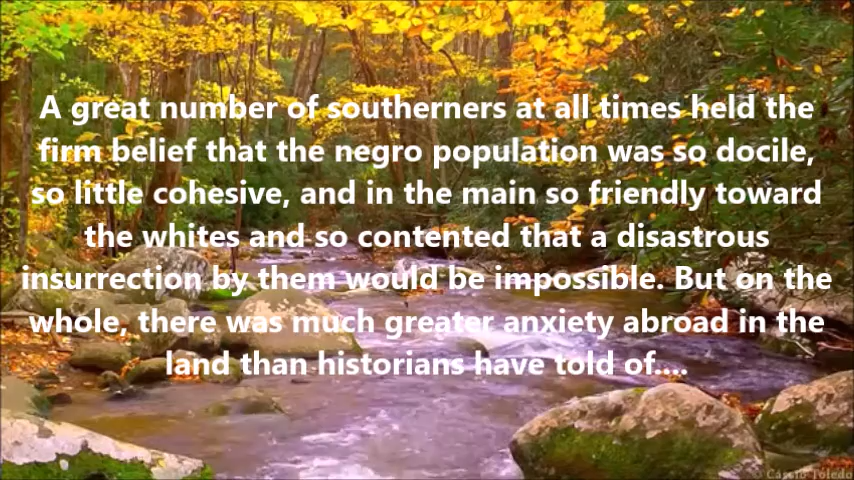 A great number of southerners at all times held the
firm belief that the negro population was so docile,
so little cohesive, and in the main so friendly toward
the whites and so contented that a disastrous
insurrection by them would be impossible. But on the
whole, there was much greater anxiety abroad in the
land than historians have told of....
© Cássia Toledo